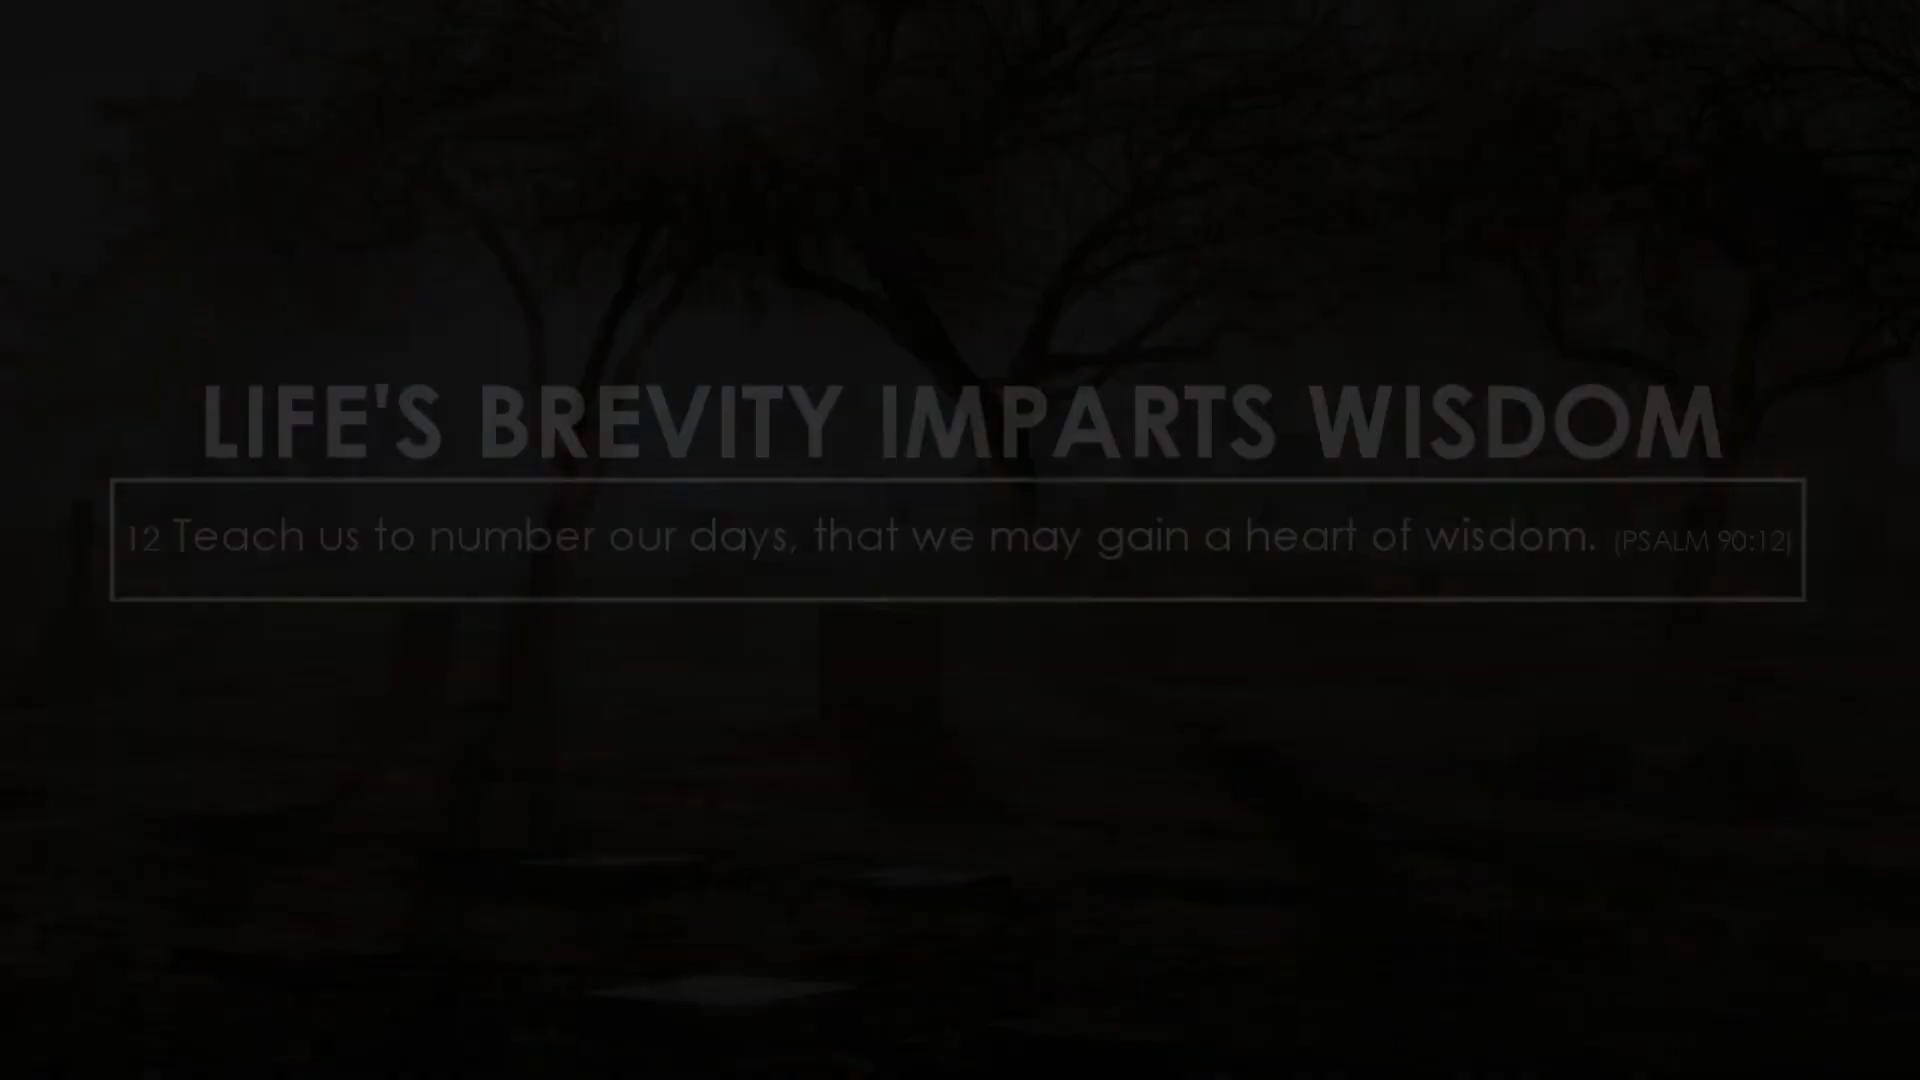 LIFE'S BREVITY IMPARTS WISDOM
12 Teach us to number our days, that we may gain a heart of wisdom. (PSALM 90:12)